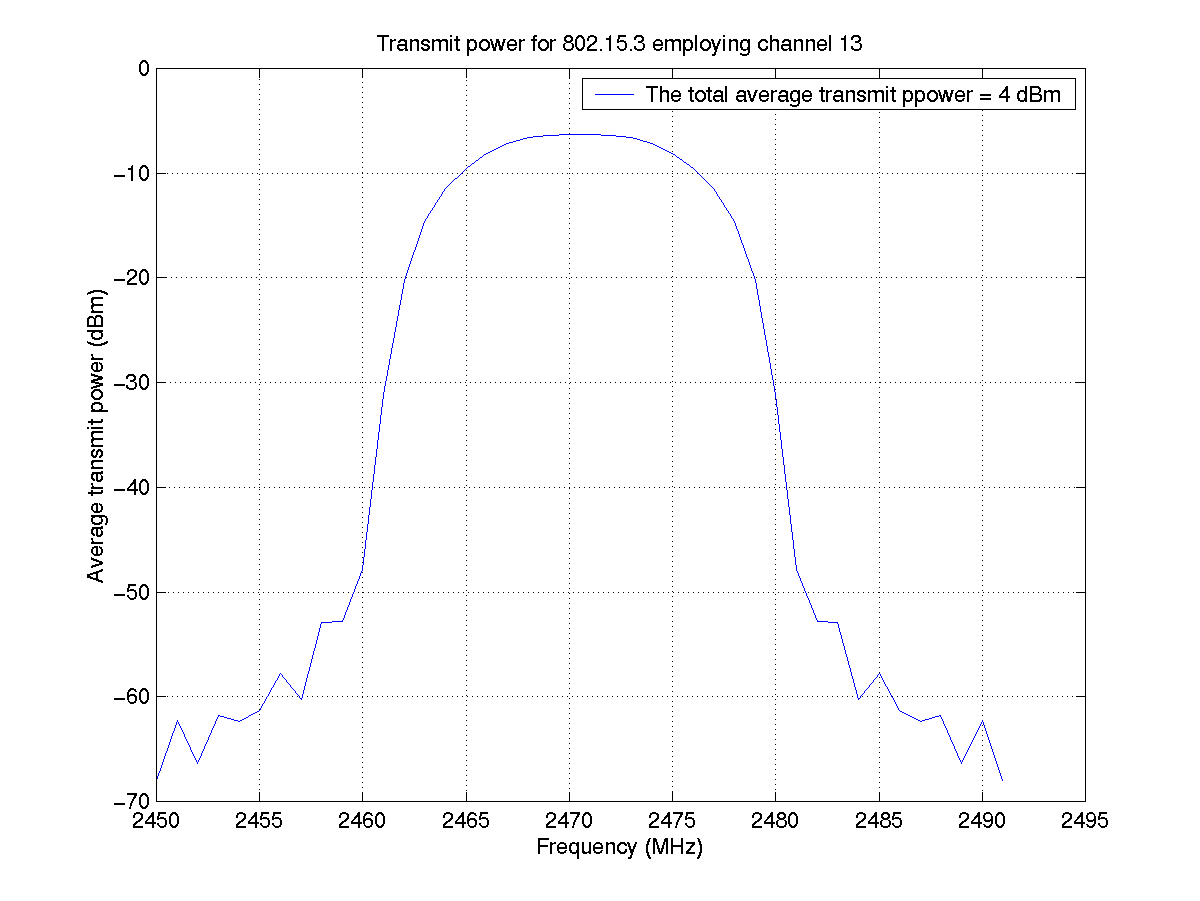 Transmit power for 802.15.3 employing channel 13
The total average transmit ppower = 4 dBm
Average transmit power (dBm)
0
−10
−20
−30
−40
−50
−60
−70
2450 2455 2460 2465 2470 2475 2480 2485 2490 2495
Frequency (MHz)